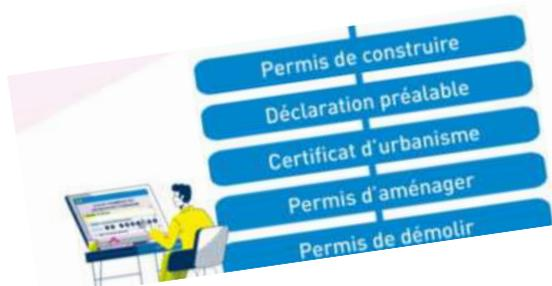 Permis de construire
Déclaration préalable
Certificat d'urbanisme
Permis d'aménager
Permis de démolir